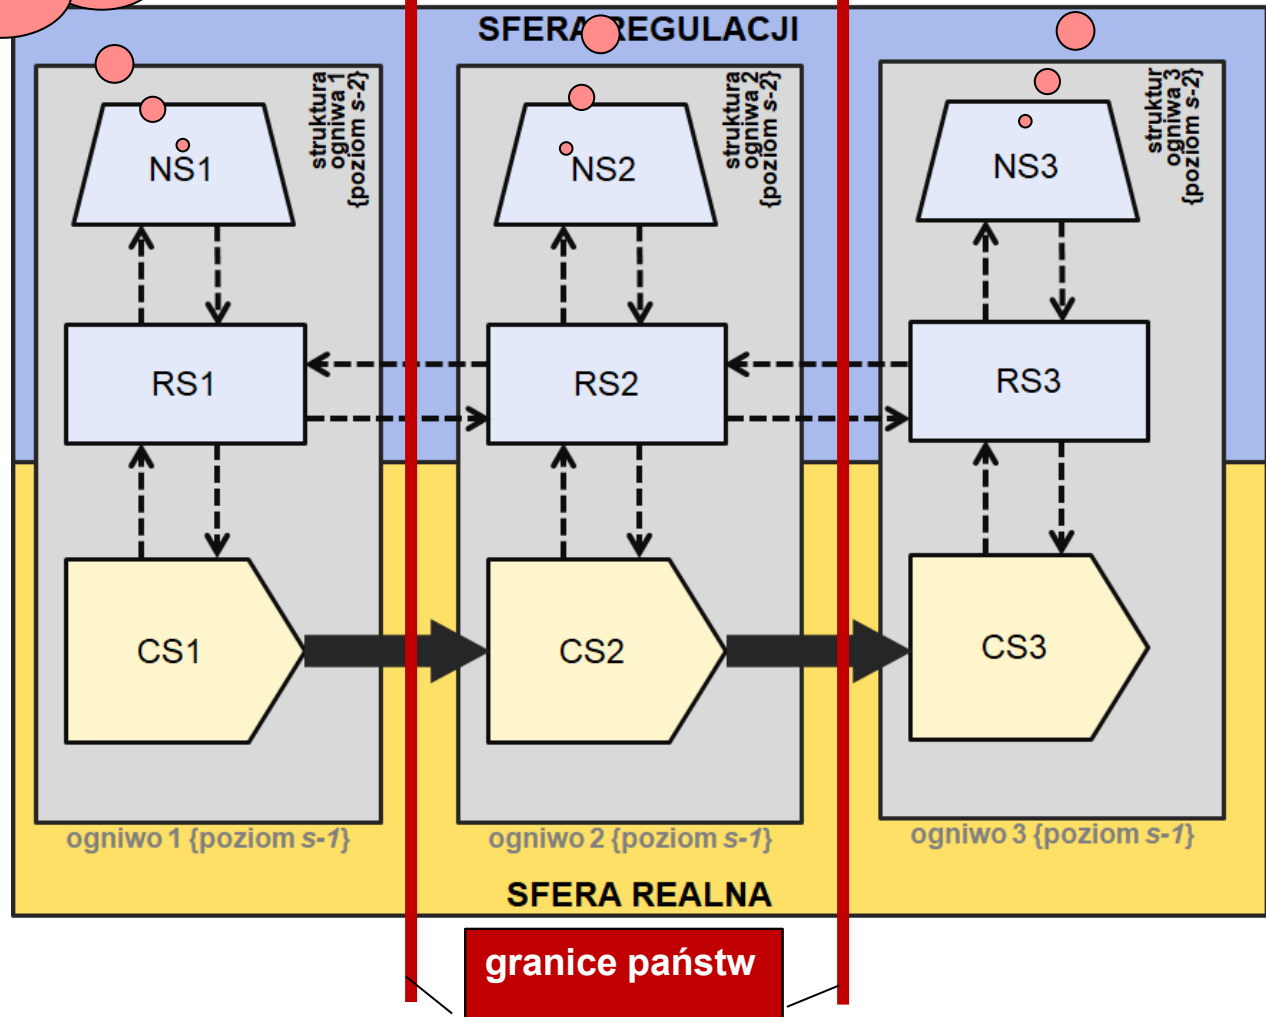 SFERA REGULACJI
struktura
ogniwa 1
{poziom s-2}
struktura
ogniwa 2
{poziom s-2}
struktur
ogniwa 3
{poziom s-2}
NS1
NS2
NS3
RS1
RS2
RS3
CS1
CS2
CS3
ogniwo 1 {poziom s-1}
ogniwo 2 {poziom s-1}
ogniwo 3 {poziom s-1}
SFERA REALNA
granice państw